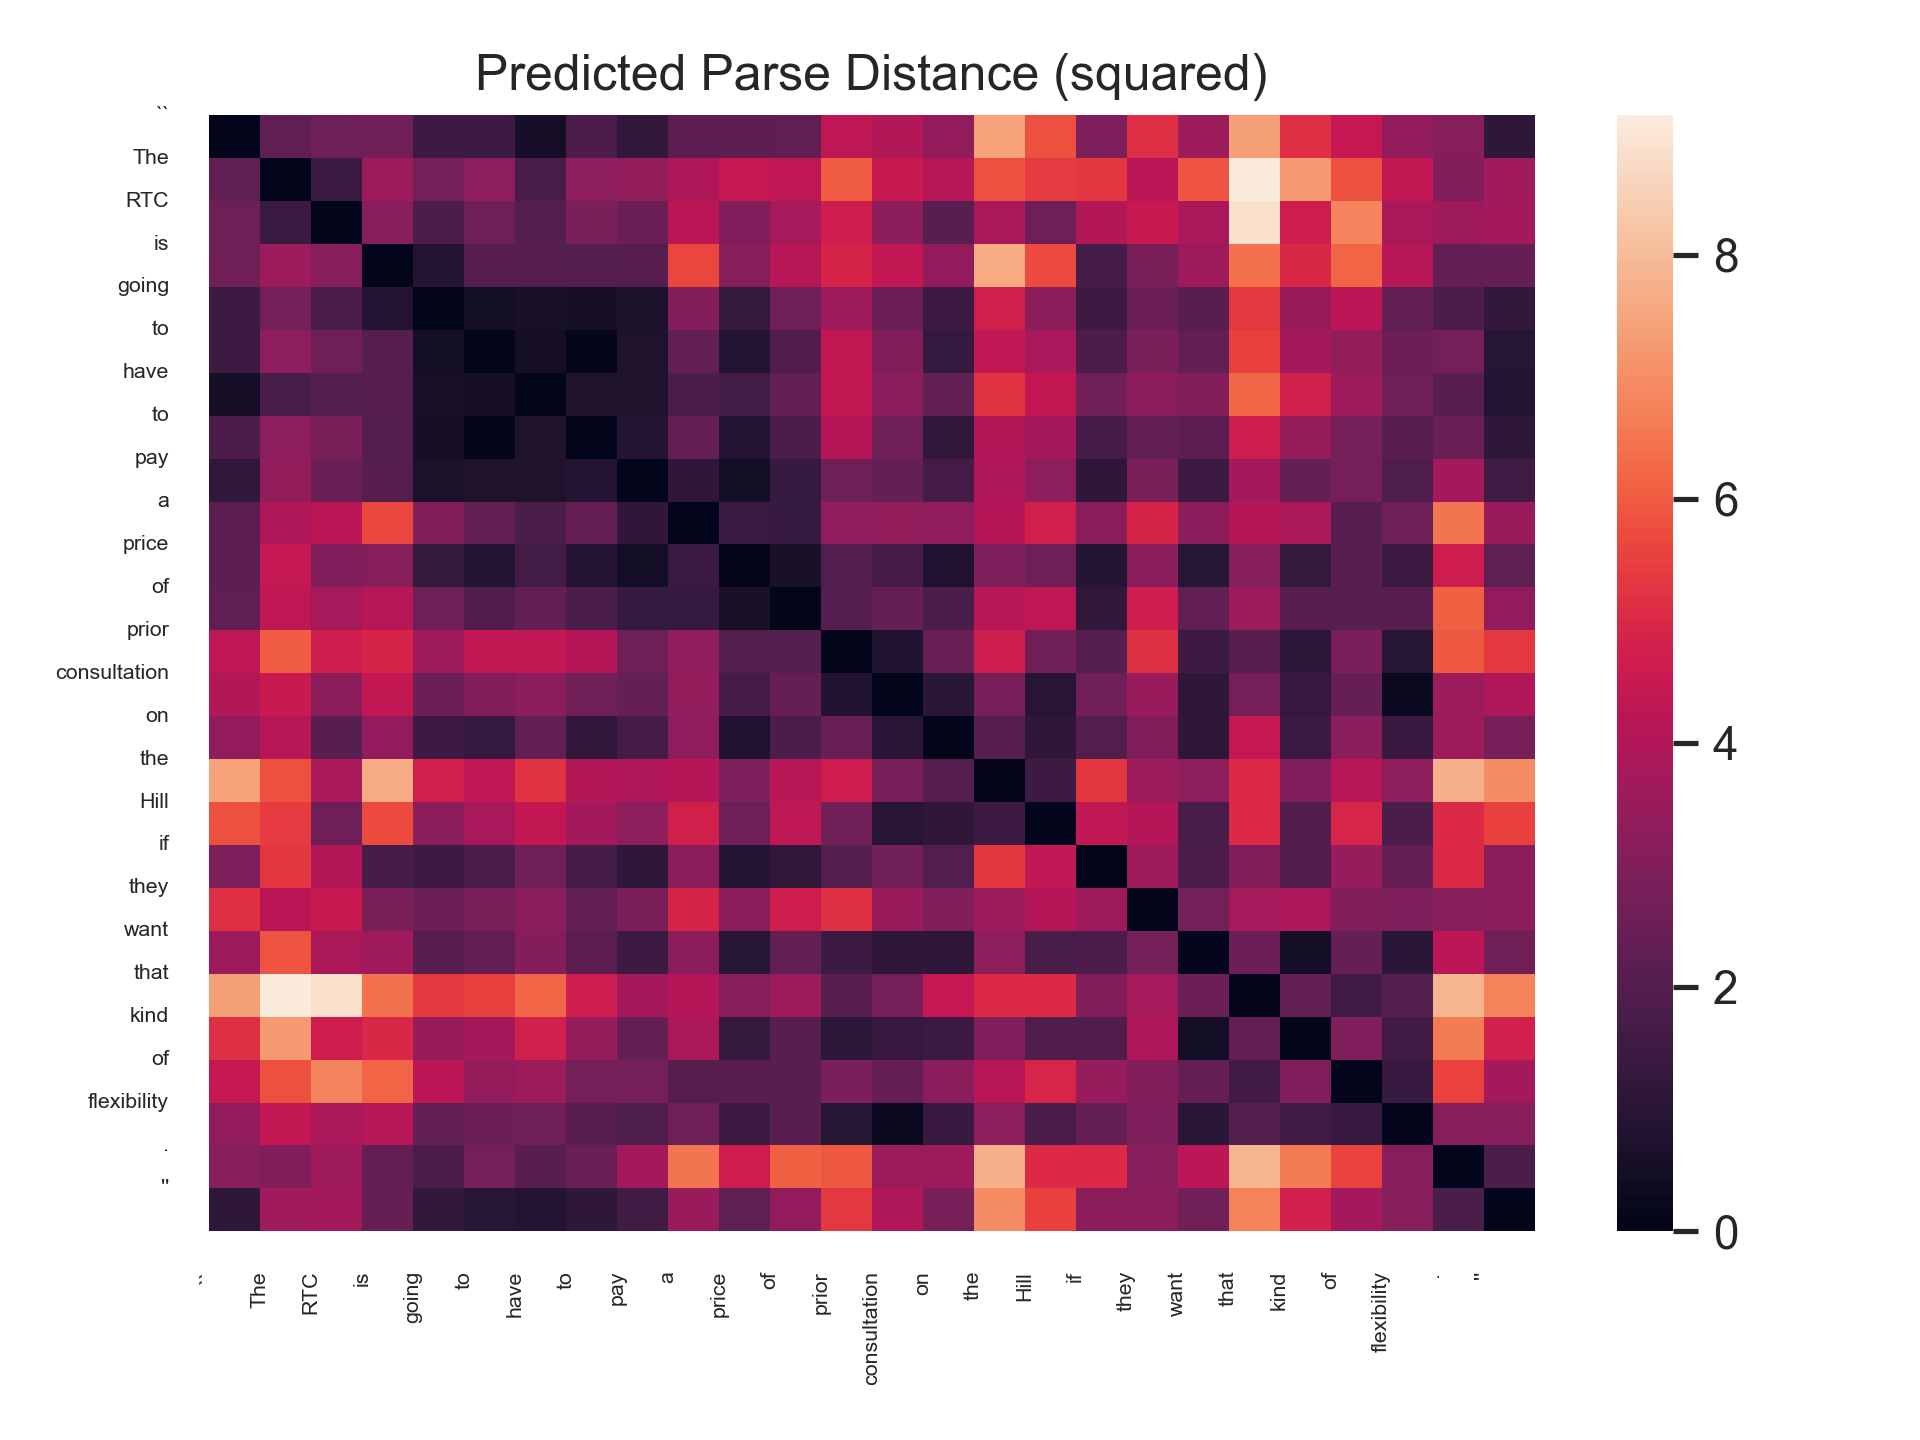 Predicted Parse Distance (squared)
``
The
RTC
is
going
to
have
to
pay
a
price
of
prior
consultation
on
the
Hill
if
they
want
that
kind
of
flexibility
.
''
8
6
4
2
0
``
The
RTC
is
going
to
have
to
pay
a
price
of
prior
consultation
on
the
Hill
if
they
want
that
kind
of
flexibility
.
''